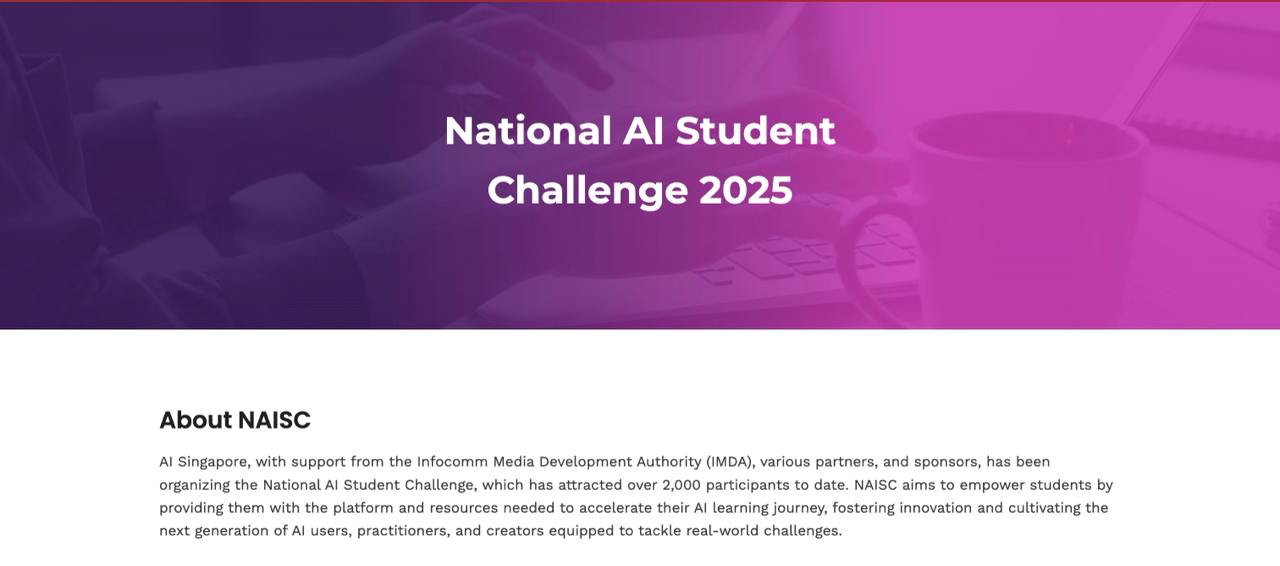 National AI Student
Challenge 2025
About NAISC
AI Singapore, with support from the Infocomm Media Development Authority (IMDA), various partners, and sponsors, has been
organizing the National AI Student Challenge, which has attracted over 2,000 participants to date. NAISC aims to empower students by
providing them with the platform and resources needed to accelerate their AI learning journey, fostering innovation and cultivating the
next generation of AI users, practitioners, and creators equipped to tackle real-world challenges.